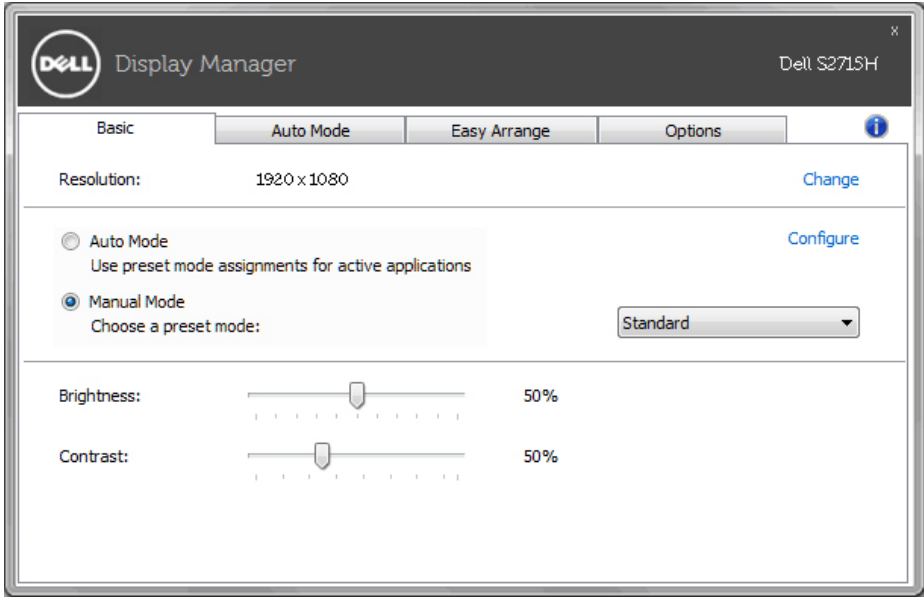 x
DELL Display Manager
Dell S2715H
Basic Auto Mode Easy Arrange Options i
Resolution: 1920 x 1080 Change
Auto Mode Configure
Use preset mode assignments for active applications
Manual Mode
Choose a preset mode: Standard
Brightness: 50%
Contrast: 50%